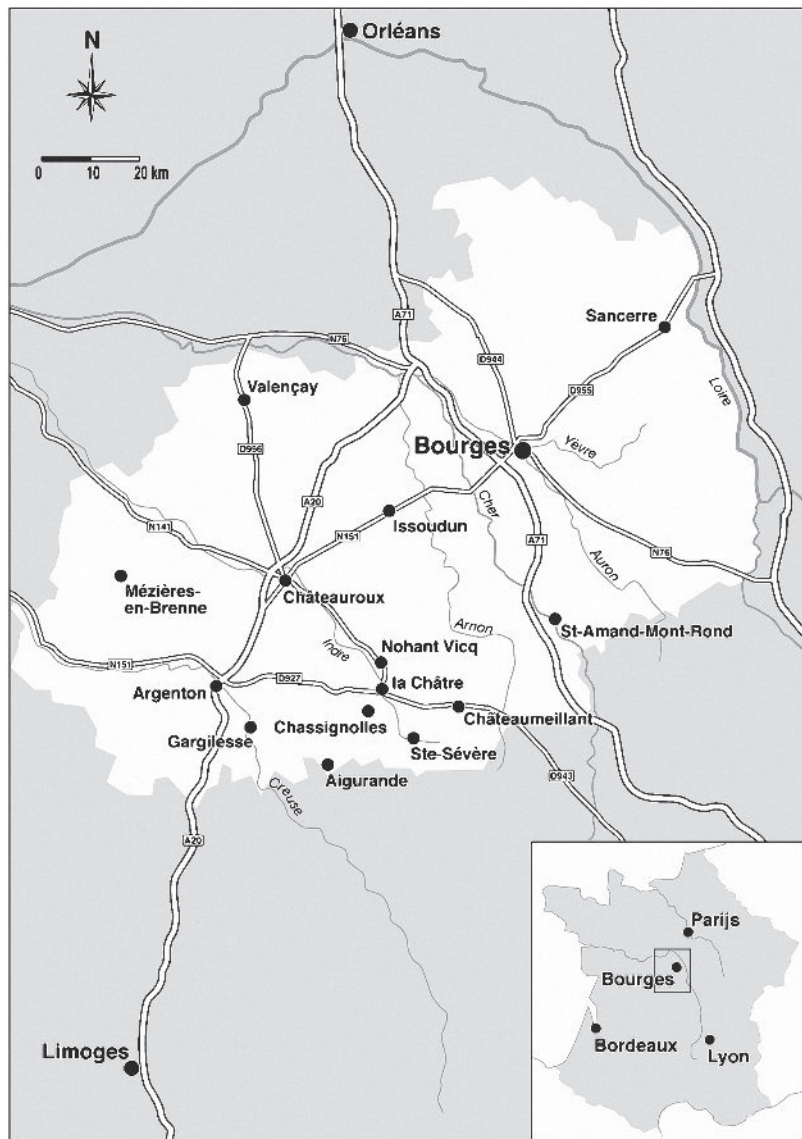 Orléans
N
0 10 20 km
A71
Sancerre
N76
D944
Valençay
D955
Loire
Bourges
Yèvre
D956
Cher
A20
Issoudun
N141
N151
A71
Auron
N76
Mézières-
en-Brenne
Châteauroux
Arnon
St-Amand-Mont-Rond
Indre
Nohant Vicq
N151
D927
la Châtre
Argenton
Châteaumeillant
Chassignolles
Gargilesse
Ste-Sévère
Aigurande
D943
Creuse
A20
Limoges
Parijs
Bourges
Bordeaux
Lyon